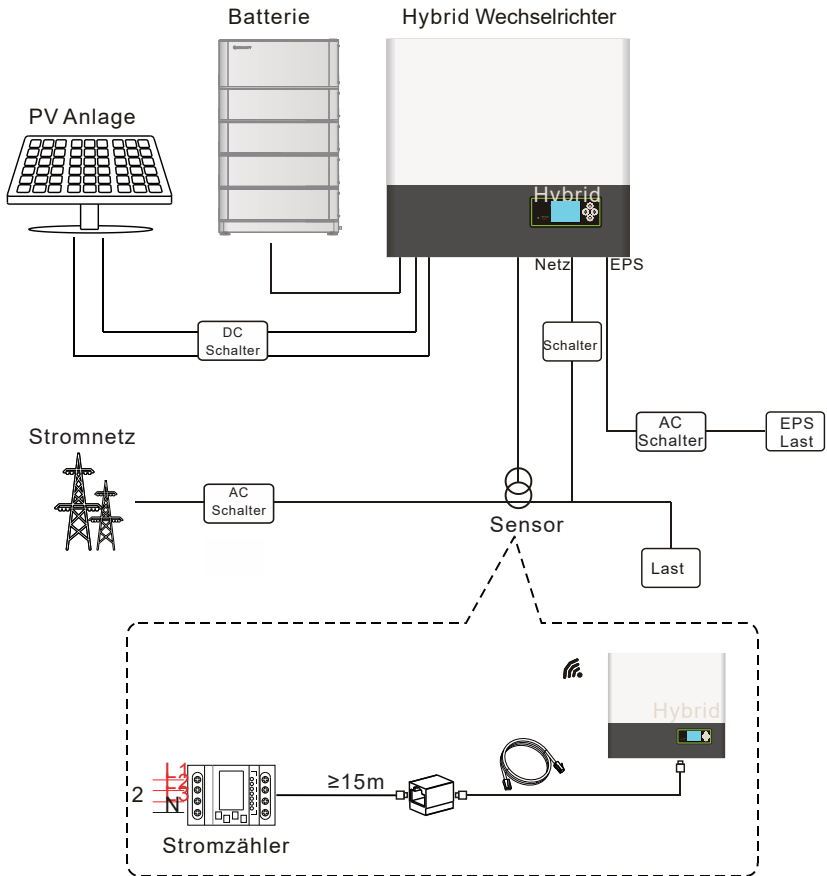 Batterie
Hybrid Wechselrichter
PV Anlage
Hybrid
Netz
EPS
DC
Schalter
Schalter
AC
Schalter
EPS
Last
Stromnetz
AC
Schalter
Sensor
Last
Hybrid
L1
L2
L3
2
N
≥15m
Stromzähler